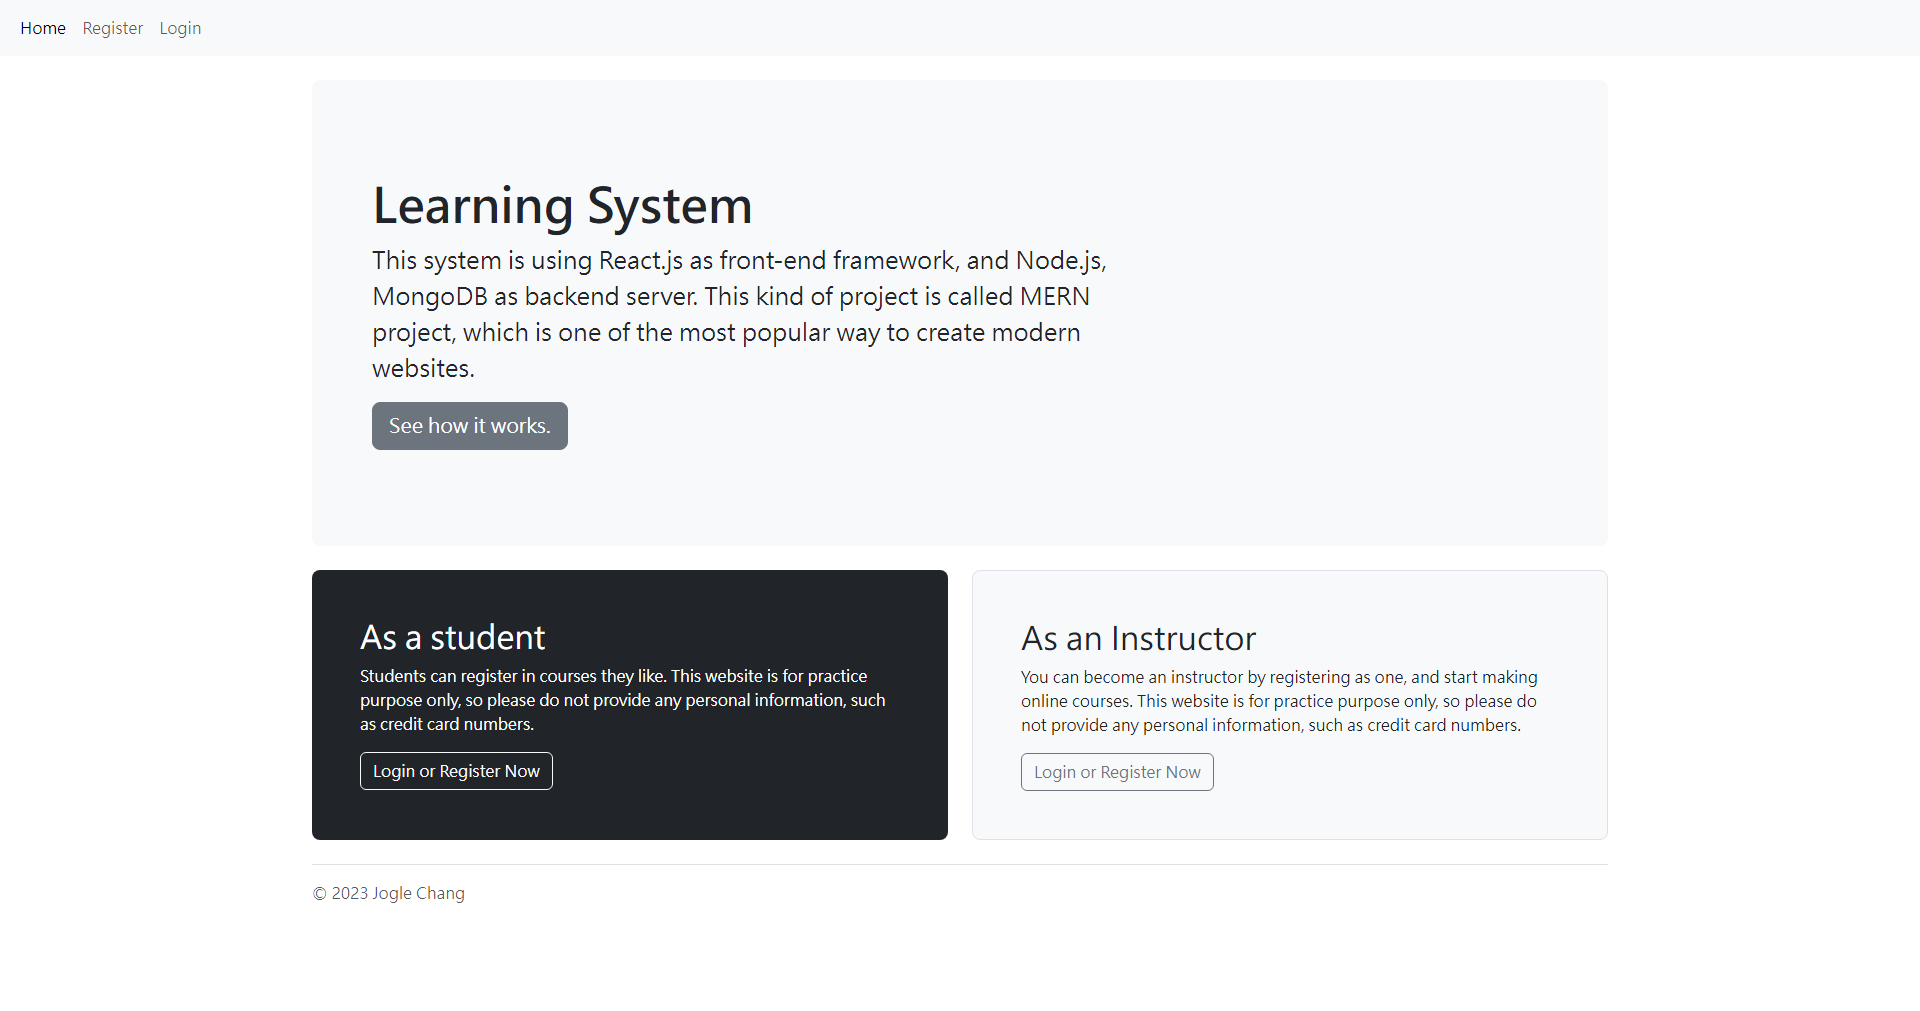 Home Register Login
Learning System
This system is using React.js as front-end framework, and Node.js,
MongoDB as backend server. This kind of project is called MERN
project, which is one of the most popular way to create modern
websites.
See how it works.
As a student
Students can register in courses they like. This website is for practice
purpose only, so please do not provide any personal information, such
as credit card numbers.
Login or Register Now
As an Instructor
You can become an instructor by registering as one, and start making
online courses. This website is for practice purpose only, so please do
not provide any personal information, such as credit card numbers.
Login or Register Now
© 2023 Jogle Chang